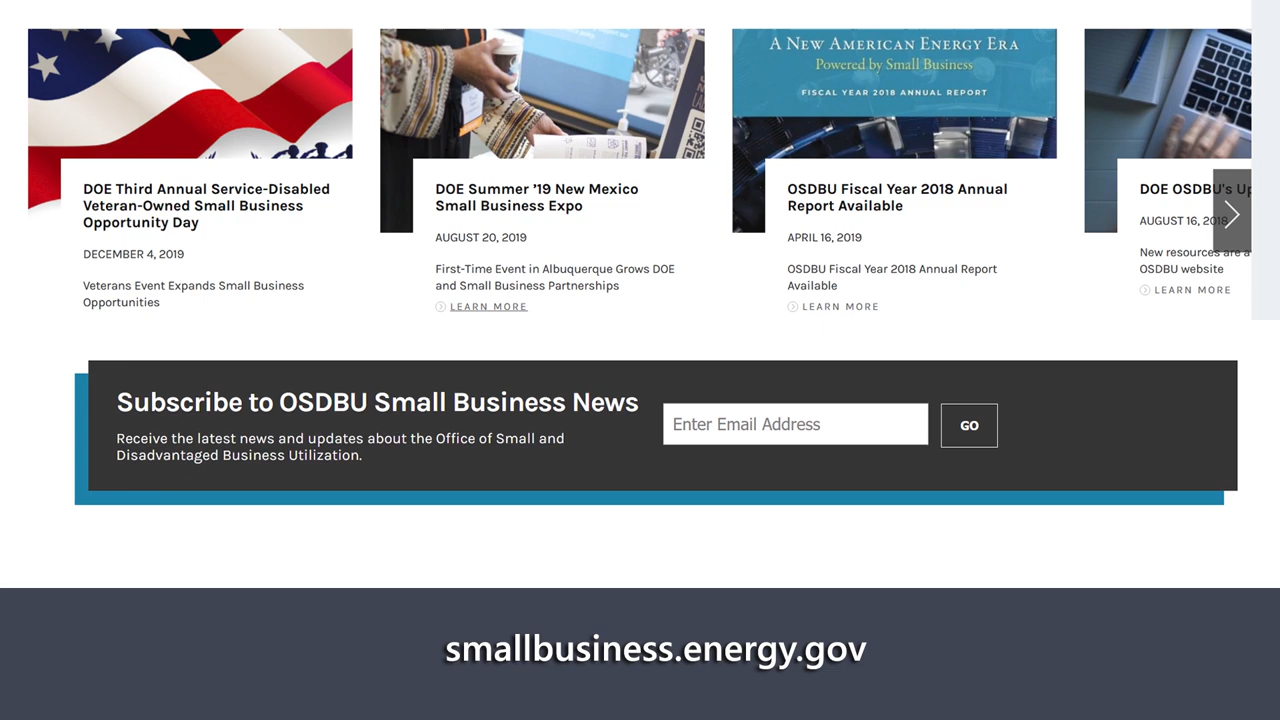 A NEW AMERICAN ENERGY ERA
Powered by Small Business
FISCAL YEAR 2018 ANNUAL REPORT
DOE Third Annual Service-Disabled
Veteran-Owned Small Business
Opportunity Day
DECEMBER 4, 2019
Veterans Event Expands Small Business
Opportunities
DOE Summer ’19 New Mexico
Small Business Expo
AUGUST 20, 2019
First-Time Event in Albuquerque Grows DOE
and Small Business Partnerships
LEARN MORE
OSDBU Fiscal Year 2018 Annual
Report Available
APRIL 16, 2019
OSDBU Fiscal Year 2018 Annual Report
Available
LEARN MORE
DOE OSDBU's Up
AUGUST 16, 2018
New resources are a
OSDBU website
LEARN MORE
Subscribe to OSDBU Small Business News
Receive the latest news and updates about the Office of Small and
Disadvantaged Business Utilization.
Enter Email Address
GO
smallbusiness.energy.gov